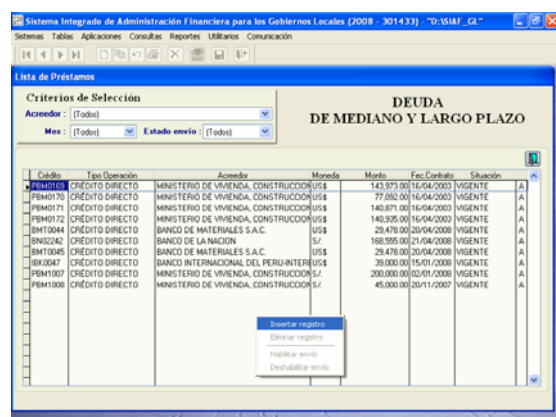 Sistema Integrado de Administración Financiera para los Gobiernos Locales (2008 - 301433) - "D:\SIAF_GL"
Sistemas Tablas Aplicaciones Consultas Reportes Utilitarios Comunicación
Lista de Préstamos
Criterios de Selección
Acreedor : (Todos)
Mes : (Todos) Estado envío : (Todos)
DEUDA
DE MEDIANO Y LARGO PLAZO
Crédito Tipo Operación Acreedor Moneda Monto Fec.Contrato Situación
PBM0169 CRÉDITO DIRECTO MINISTERIO DE VIVIENDA, CONSTRUCCION US$ 143,973.00 16/04/2003 VIGENTE A
PBM0170 CRÉDITO DIRECTO MINISTERIO DE VIVIENDA, CONSTRUCCION US$ 77,092.00 16/04/2003 VIGENTE A
PBM0171 CRÉDITO DIRECTO MINISTERIO DE VIVIENDA, CONSTRUCCION US$ 140,871.00 16/04/2003 VIGENTE A
PBM0172 CRÉDITO DIRECTO MINISTERIO DE VIVIENDA, CONSTRUCCION US$ 140,935.00 16/04/2003 VIGENTE A
BMT0044 CRÉDITO DIRECTO BANCO DE MATERIALES S.A.C. US$ 29,478.00 20/04/2008 VIGENTE A
BN02242 CRÉDITO DIRECTO BANCO DE LA NACION S/. 168,555.00 21/04/2008 VIGENTE A
BMT0045 CRÉDITO DIRECTO BANCO DE MATERIALES S.A.C. US$ 29,478.00 20/04/2008 VIGENTE A
IBK0047 CRÉDITO DIRECTO BANCO INTERNACIONAL DEL PERU-INTERB US$ 39,000.00 15/01/2008 VIGENTE A
PBM1007 CRÉDITO DIRECTO MINISTERIO DE VIVIENDA, CONSTRUCCION S/. 200,000.00 02/01/2008 VIGENTE A
PBM1008 CRÉDITO DIRECTO MINISTERIO DE VIVIENDA, CONSTRUCCION S/. 45,000.00 20/11/2007 VIGENTE A
Insertar registro
Eliminar registro
Habilitar envío
Deshabilitar envío